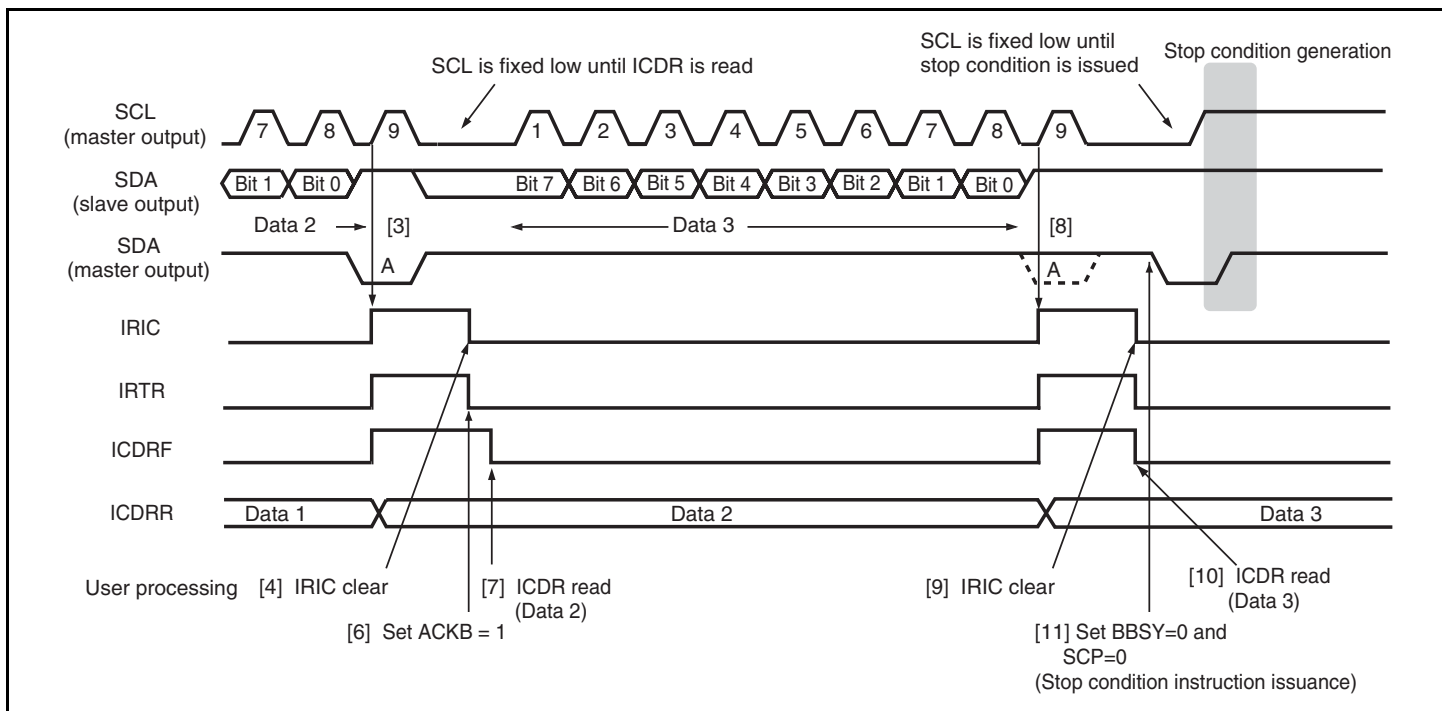 SCL is fixed low until ICDR is read
SCL is fixed low until
stop condition is issued
Stop condition generation
SCL
(master output)
7 8 9 1 2 3 4 5 6 7 8 9
SDA
(slave output)
Bit 1 Bit 0 Bit 7 Bit 6 Bit 5 Bit 4 Bit 3 Bit 2 Bit 1 Bit 0
Data 2 [3] Data 3 [8]
SDA
(master output)
A A
IRIC
IRTR
ICDRF
ICDRR
Data 1 Data 2 Data 3
User processing
[4] IRIC clear
[7] ICDR read
(Data 2)
[6] Set ACKB = 1
[9] IRIC clear
[10] ICDR read
(Data 3)
[11] Set BBSY=0 and
SCP=0
(Stop condition instruction issuance)